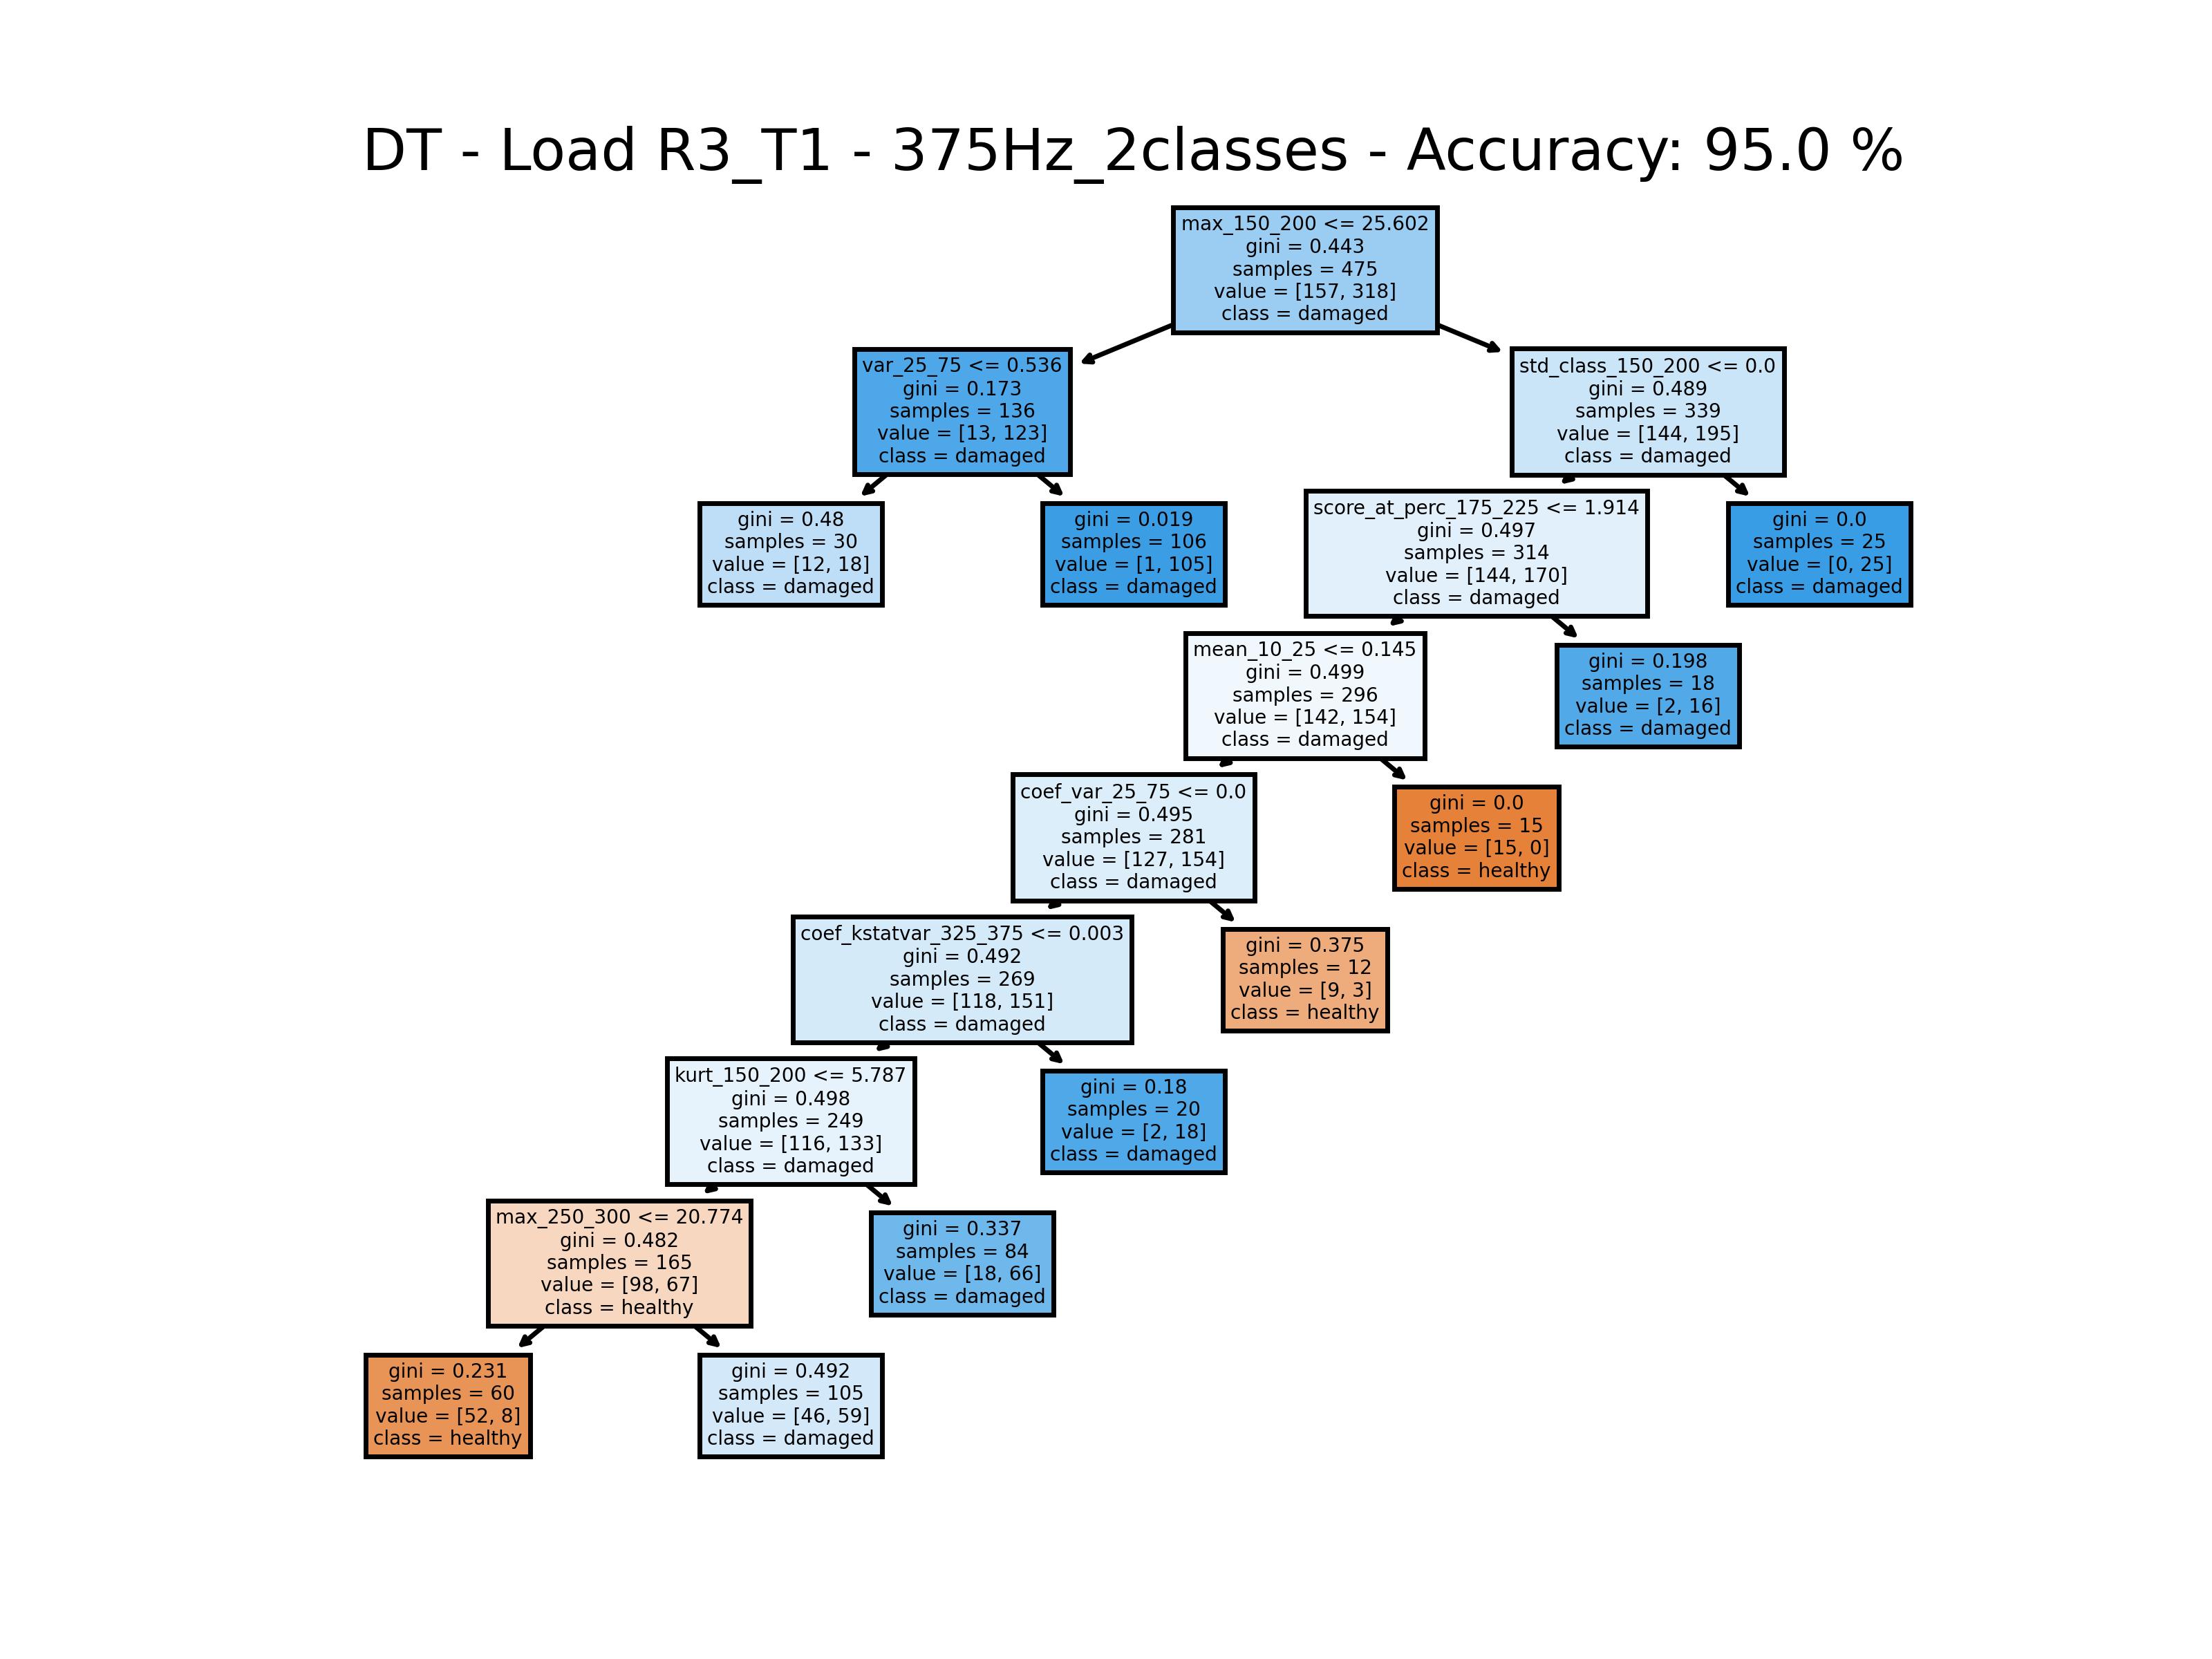 DT - Load R3_T1 - 375Hz_2classes - Accuracy: 95.0 %
max_150_200 <= 25.602
gini = 0.443
samples = 475
value = [157, 318]
class = damaged
var_25_75 <= 0.536
gini = 0.173
samples = 136
value = [13, 123]
class = damaged
std_class_150_200 <= 0.0
gini = 0.489
samples = 339
value = [144, 195]
class = damaged
gini = 0.48
samples = 30
value = [12, 18]
class = damaged
gini = 0.019
samples = 106
value = [1, 105]
class = damaged
score_at_perc_175_225 <= 1.914
gini = 0.497
samples = 314
value = [144, 170]
class = damaged
gini = 0.0
samples = 25
value = [0, 25]
class = damaged
mean_10_25 <= 0.145
gini = 0.499
samples = 296
value = [142, 154]
class = damaged
gini = 0.198
samples = 18
value = [2, 16]
class = damaged
coef_var_25_75 <= 0.0
gini = 0.495
samples = 281
value = [127, 154]
class = damaged
gini = 0.0
samples = 15
value = [15, 0]
class = healthy
coef_kstatvar_325_375 <= 0.003
gini = 0.492
samples = 269
value = [118, 151]
class = damaged
gini = 0.375
samples = 12
value = [9, 3]
class = healthy
kurt_150_200 <= 5.787
gini = 0.498
samples = 249
value = [116, 133]
class = damaged
gini = 0.18
samples = 20
value = [2, 18]
class = damaged
max_250_300 <= 20.774
gini = 0.482
samples = 165
value = [98, 67]
class = healthy
gini = 0.337
samples = 84
value = [18, 66]
class = damaged
gini = 0.231
samples = 60
value = [52, 8]
class = healthy
gini = 0.492
samples = 105
value = [46, 59]
class = damaged